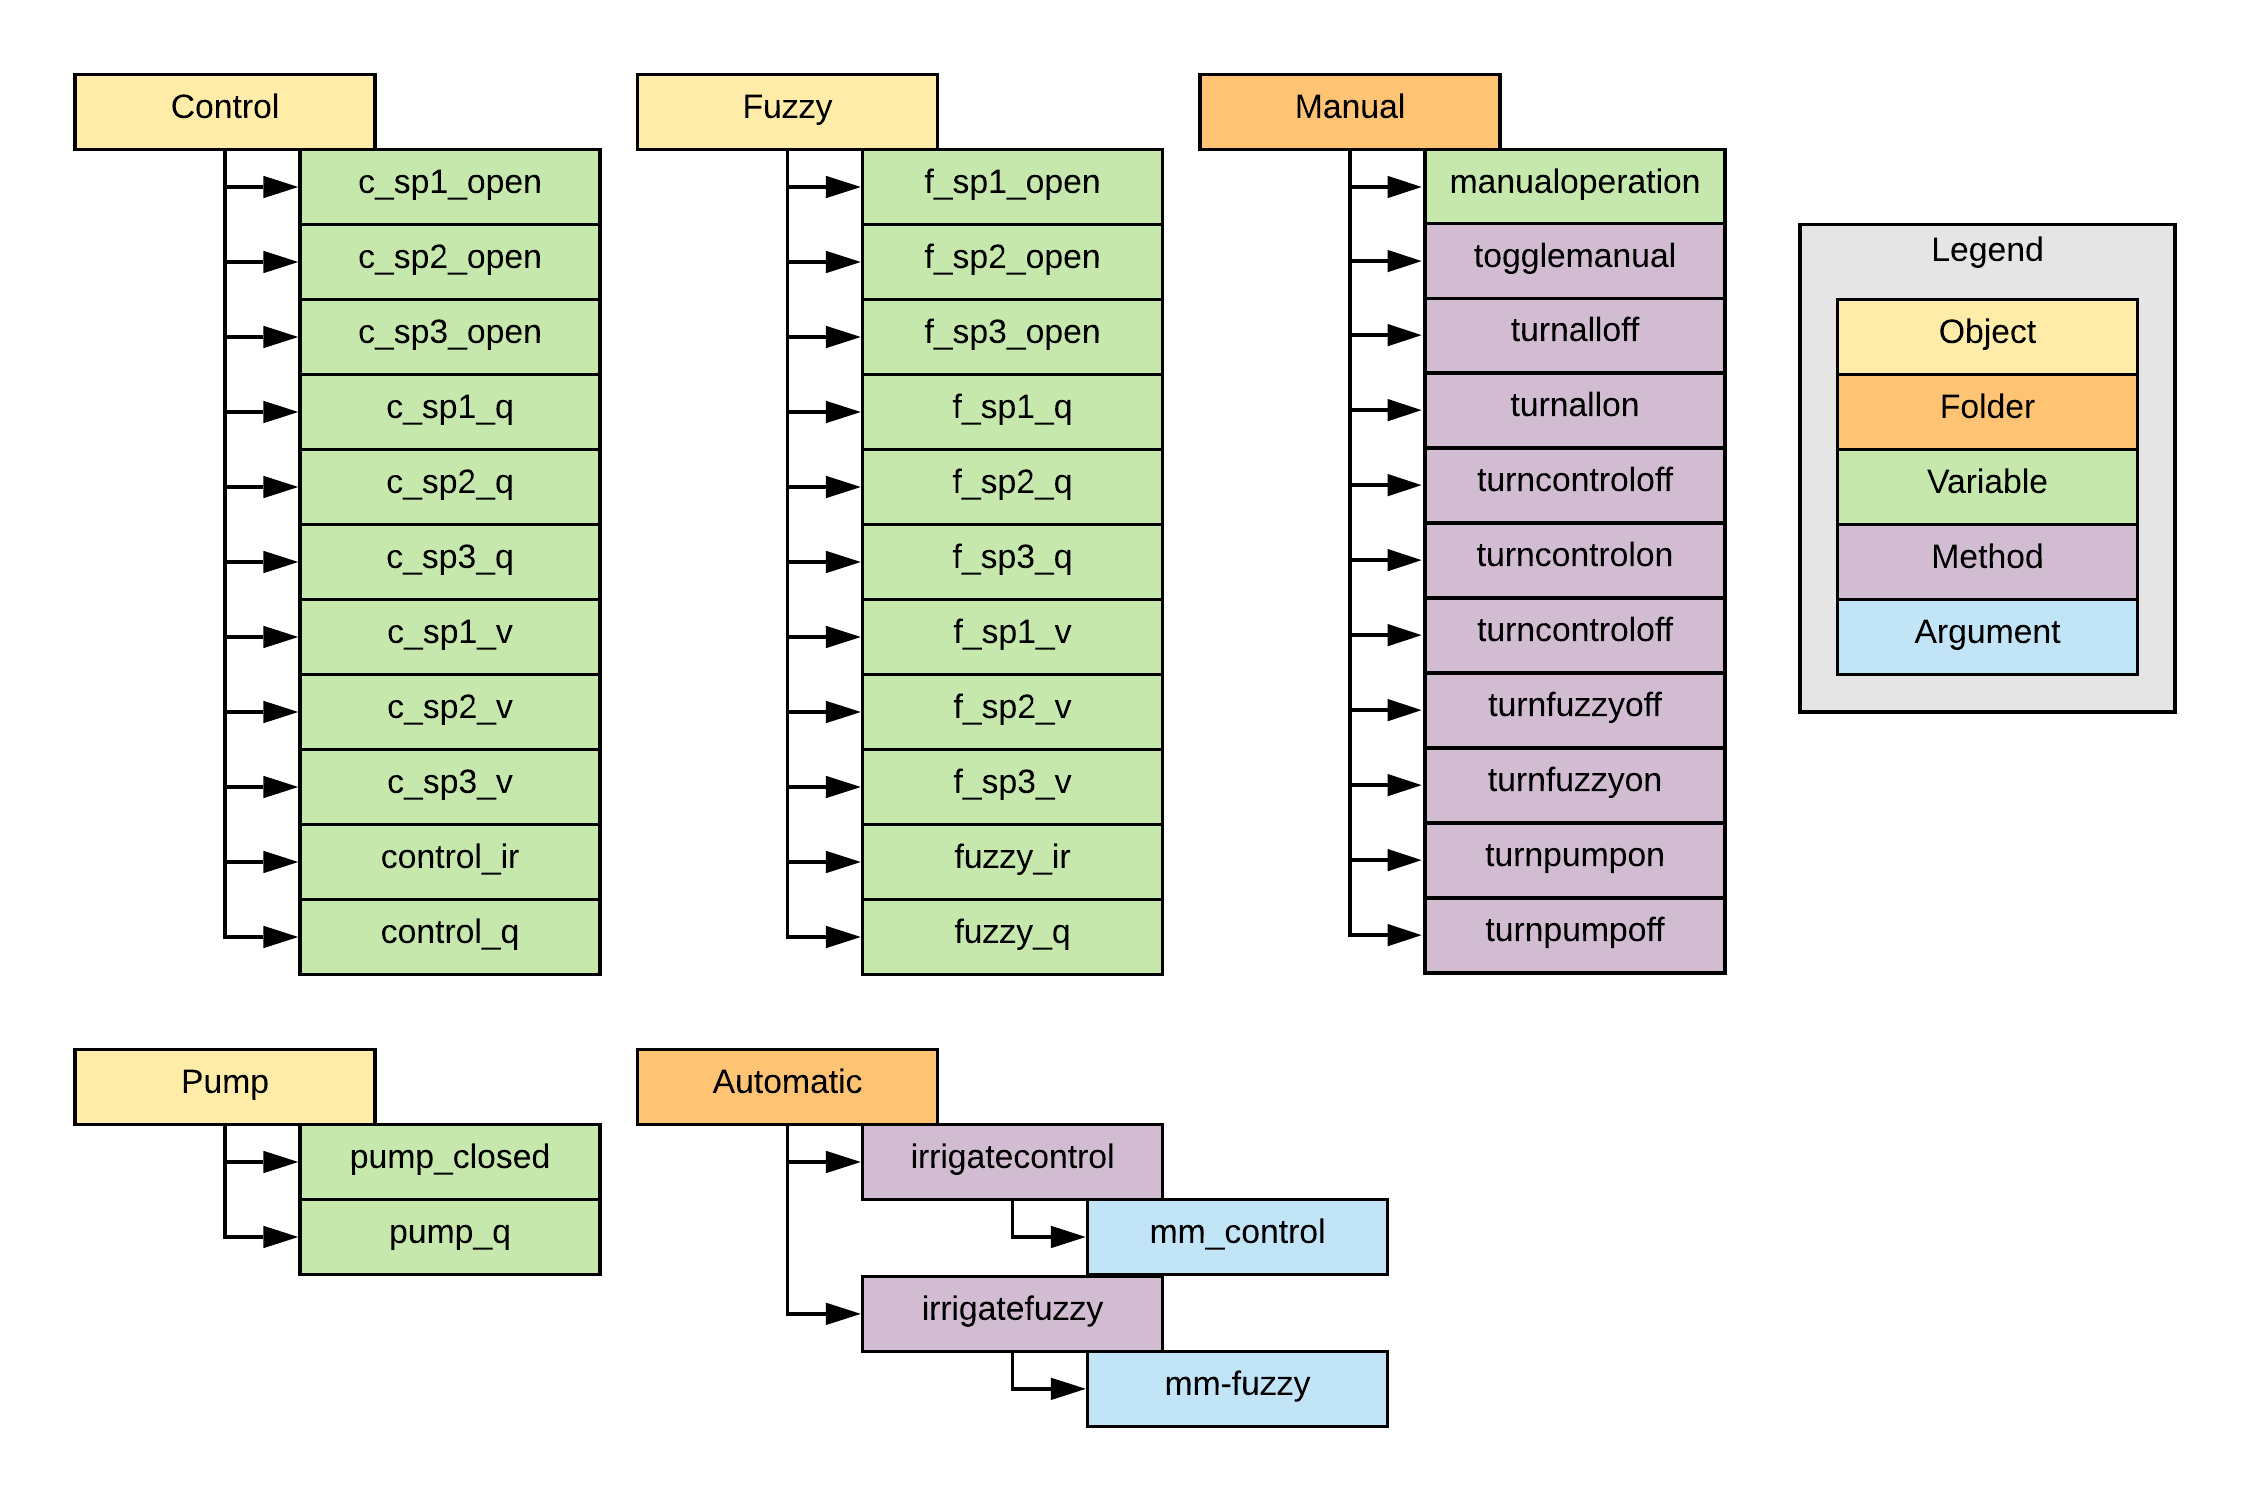 Control
c_sp1_open
c_sp2_open
c_sp3_open
c_sp1_q
c_sp2_q
c_sp3_q
c_sp1_v
c_sp2_v
c_sp3_v
control_ir
control_q
Fuzzy
f_sp1_open
f_sp2_open
f_sp3_open
f_sp1_q
f_sp2_q
f_sp3_q
f_sp1_v
f_sp2_v
f_sp3_v
fuzzy_ir
fuzzy_q
Manual
manualoperation
togglemanual
turnalloff
turnallon
turncontroloff
turncontrolon
turncontroloff
turnfuzzyoff
turnfuzzyon
turnpumpon
turnpumpoff
Legend
Object
Folder
Variable
Method
Argument
Pump
pump_closed
pump_q
Automatic
irrigatecontrol
mm_control
irrigatefuzzy
mm-fuzzy